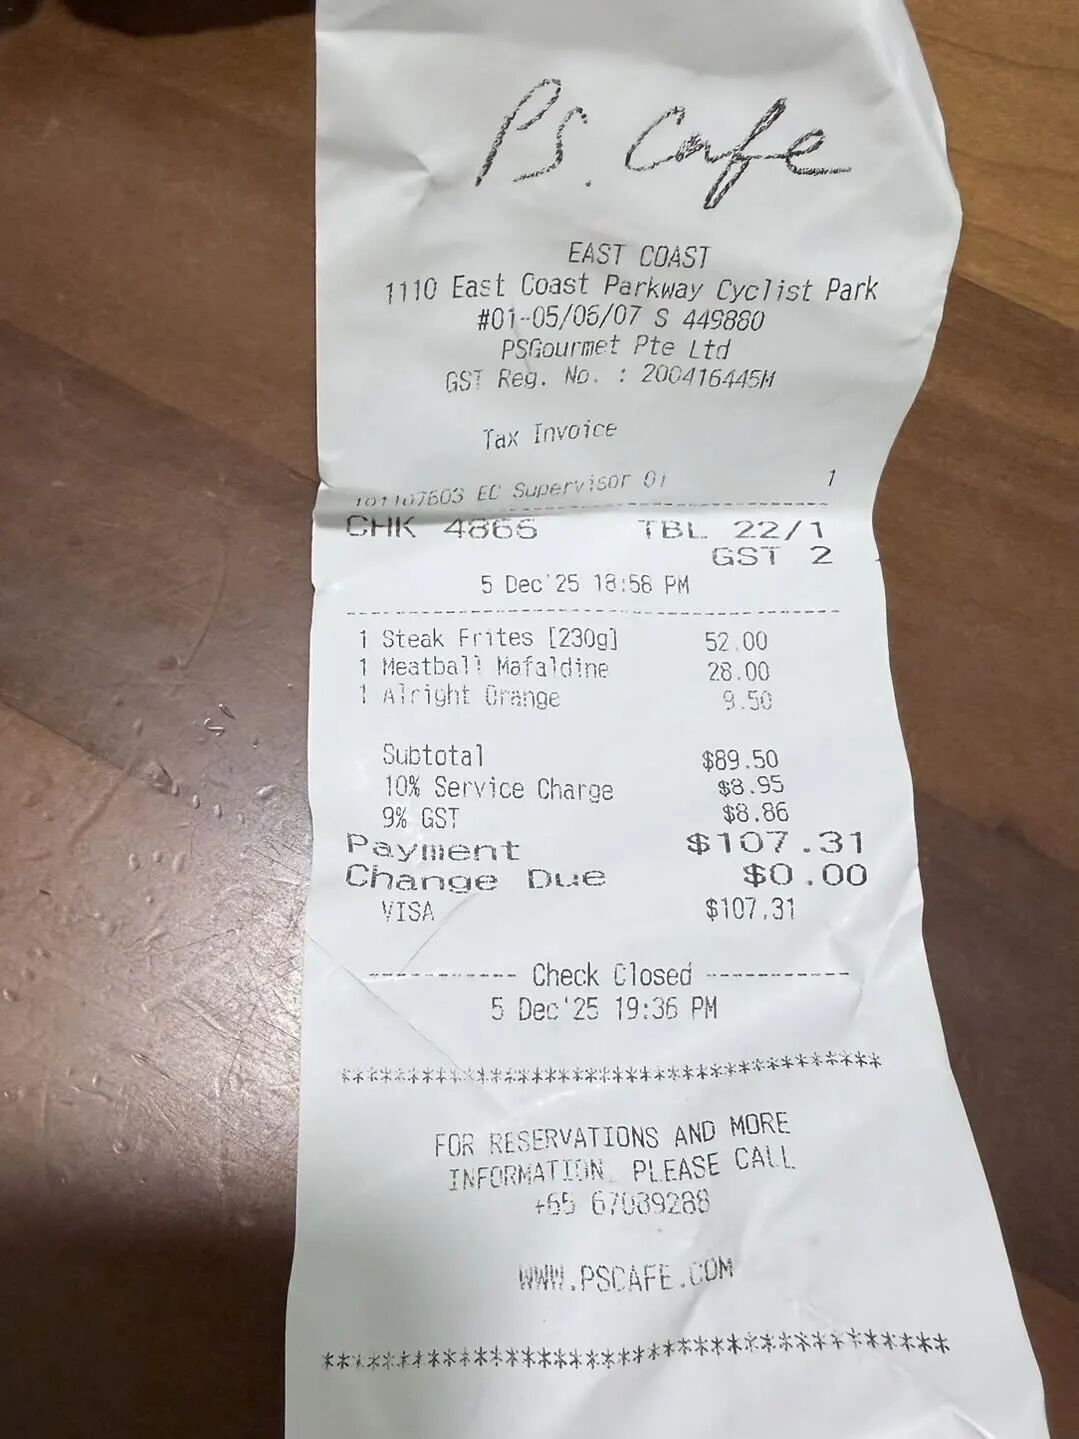 PS. Cafe
EAST COAST
1110 East Coast Parkway Cyclist Park
#01-05/06/07 S 449880
PSGourmet Pte Ltd
GST Reg. No. : 200416445M
Tax Invoice
101107603 EC Supervisor 01 1
CHK 4866 TBL 22/1
GST 2
5 Dec'25 18:58 PM
1 Steak Frites [230g] 52.00
1 Meatball Mafaldine 28.00
1 Alright Orange 9.50
Subtotal $89.50
10% Service Charge $8.95
9% GST $8.86
Payment $107.31
Change Due $0.00
VISA $107.31
---------- Check Closed ----------
5 Dec'25 19:36 PM
****************************************
FOR RESERVATIONS AND MORE
INFORMATION, PLEASE CALL
+65 67089288
WWW.PSCAFE.COM
****************************************